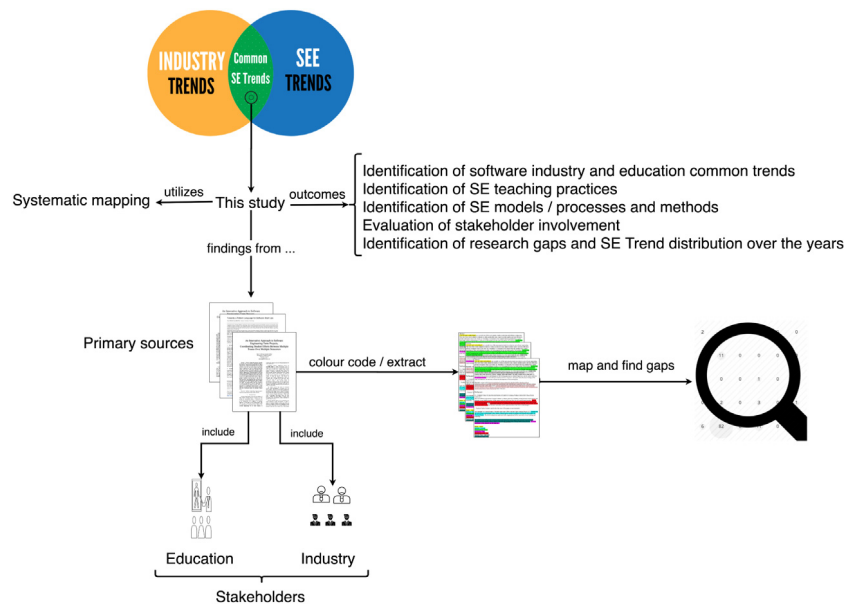 INDUSTRY
TRENDS
Common
SE Trends
SEE
TRENDS
Systematic mapping
utilizes
This study
outcomes
Identification of software industry and education common trends
Identification of SE teaching practices
Identification of SE models / processes and methods
Evaluation of stakeholder involvement
Identification of research gaps and SE Trend distribution over the years
findings from ...
Primary sources
colour code / extract
map and find gaps
include
include
Education
Industry
Stakeholders